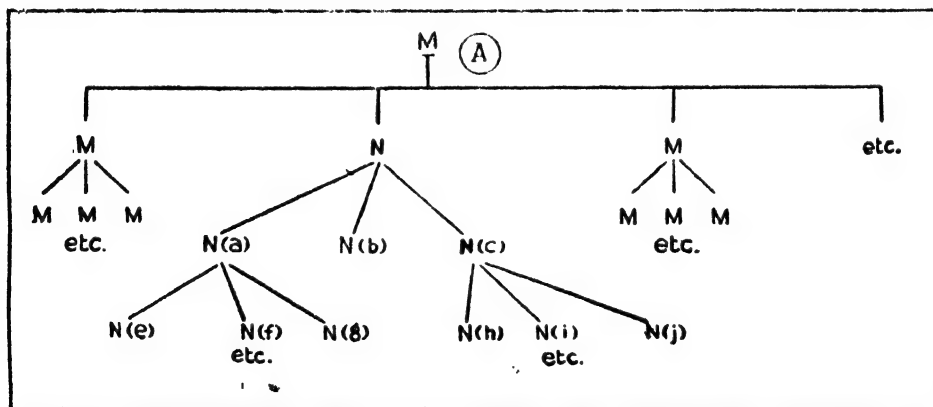 M A
M N M etc.
M M M M M M
etc. etc.
N(a) N(b) N(c)
N(e) N(f) N(g) N(h) N(i) N(j)
etc. etc.